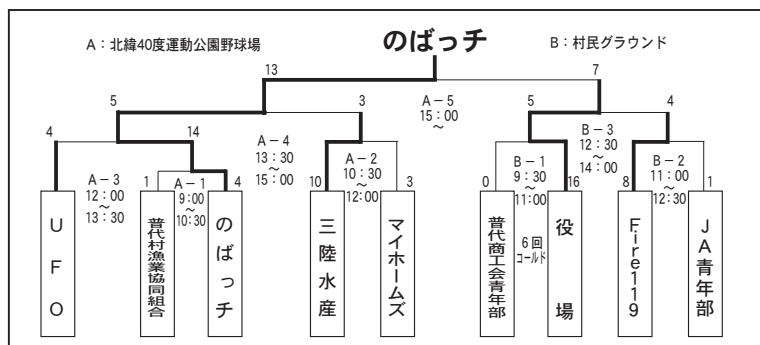 のばっチ
A：北緯40度運動公園野球場
B：村民グラウンド
13
7
A－5
15：00
～
5
3
5
4
4
14
A－4
13：30
～
15：00
B－3
12：30
～
14：00
A－3
12：00
～
13：30
1
A－1
9：00
～
10：30
4
10
A－2
10：30
～
12：00
3
0
B－1
9：30
～
11：00
16
8
B－2
11：00
～
12：30
1
UFO
普代村漁業協同組合
のばっチ
三陸水産
マイホームズ
普代商工会青年部
6回
コールド
役場
Fire119
JA青年部